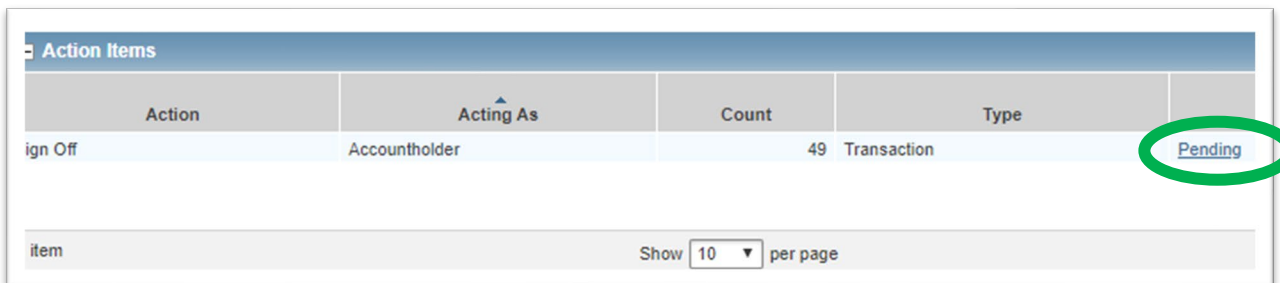 Action Items
Action Acting As Count Type
ign Off Accountholder 49 Transaction Pending
item Show 10 per page